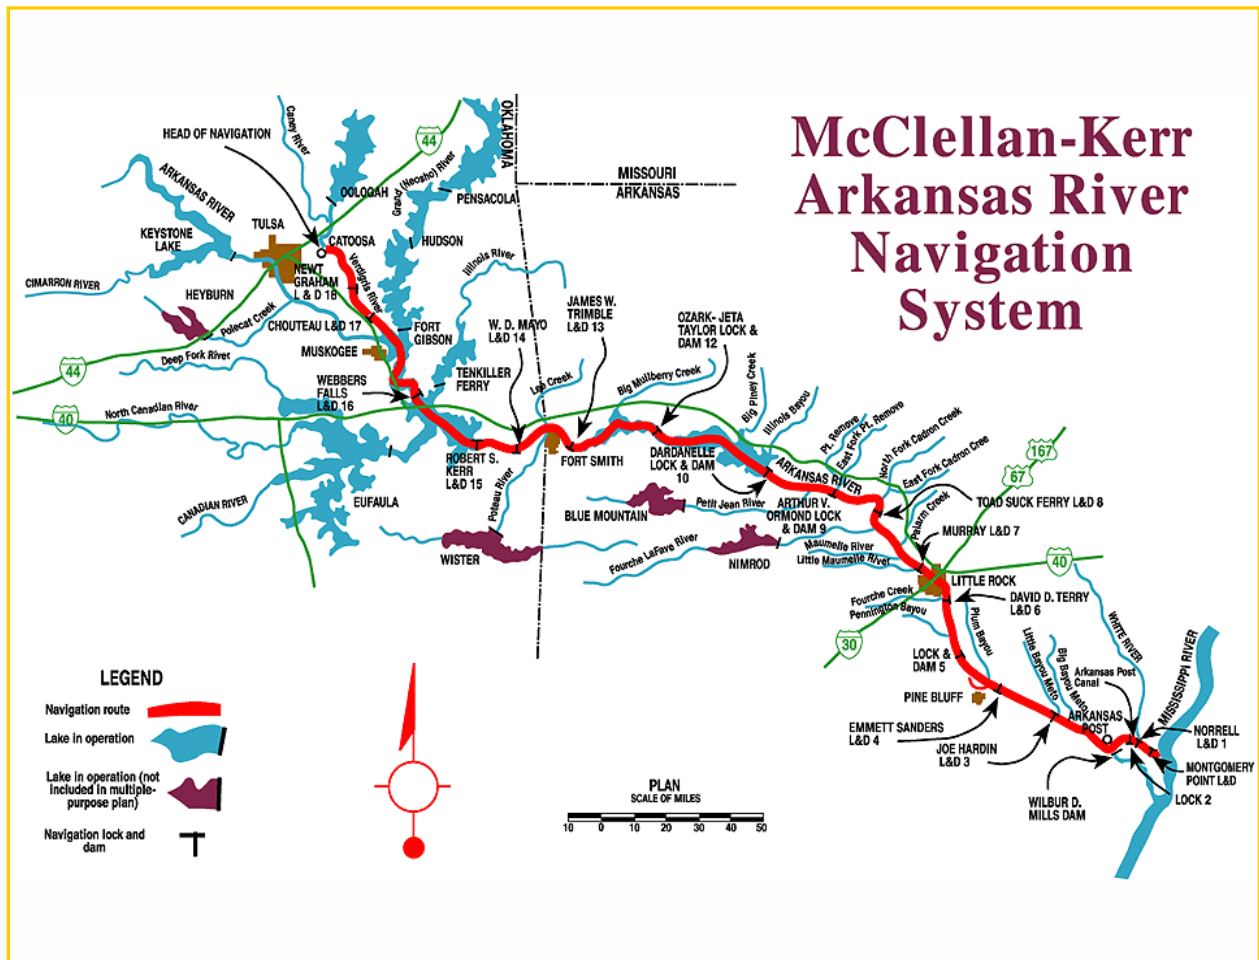 McClellan-Kerr
Arkansas River
Navigation
System
HEAD OF NAVIGATION
Caney River
44
OKLAHOMA
MISSOURI
ARKANSAS
ARKANSAS RIVER
OOLOGAH
Grand (Neosho) River
PENSACOLA
TULSA
KEYSTONE
LAKE
CATOOSA
HUDSON
Illinois River
CIMARRON RIVER
NEWT
GRAHAM
L & D 18
Verdigris River
HEYBURN
Polecat Creek
CHOUTEAU L&D 17
FORT
GIBSON
W. D. MAYO
L&D 14
JAMES W.
TRIMBLE
L&D 13
OZARK- JETA
TAYLOR LOCK &
DAM 12
MUSKOGEE
Deep Fork River
44
WEBBERS
FALLS
L&D 16
TENKILLER
FERRY
Lee Creek
Big Mullberry Creek
Big Piney Creek
Illinois Bayou
40
North Canadian River
Pt. Remove
East Fork Pt. Remove
North Fork Cadron Creek
East Fork Cadron Cree
167
67
ROBERT S.
KERR
L&D 15
FORT SMITH
DARDANELLE
LOCK & DAM
10
ARKANSAS RIVER
CANADIAN RIVER
EUFAULA
Poteau River
BLUE MOUNTAIN
Petit Jean River
ARTHUR V.
ORMOND LOCK
& DAM 9
Palarm Creek
TOAD SUCK FERRY L&D 8
MURRAY L&D 7
WISTER
Fourche LaFave River
NIMROD
Maumelle River
Little Maumelle River
40
LITTLE ROCK
Fourche Creek
Pennington Bayou
DAVID D. TERRY
L&D 6
30
Plum Bayou
WHITE RIVER
LOCK &
DAM 5
Little Bayou Meto
Big Bayou Meto
Arkansas Post
Canal
MISSISSIPPI RIVER
PINE BLUFF
ARKANSAS
POST
EMMETT SANDERS
L&D 4
JOE HARDIN
L&D 3
NORRELL
L&D 1
MONTGOMERY
POINT L&D
LOCK 2
WILBUR D.
MILLS DAM
LEGEND
Navigation route
Lake in operation
Lake in operation (not
included in multiple-
purpose plan)
Navigation lock and
dam
PLAN
SCALE OF MILES
10 0 10 20 30 40 50